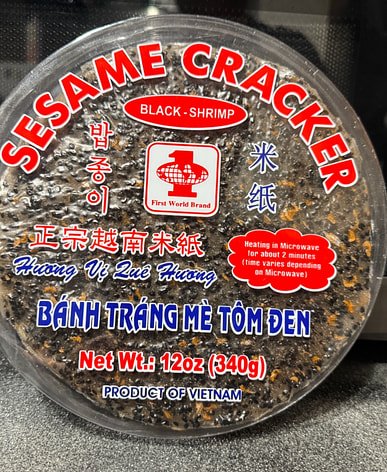 SESAME CRACKER
BLACK - SHRIMP
밥종이
First World Brand
米纸
正宗越南米紙
Hương Vị Quê Hương
Heating in Microwave
for about 2 minutes
(time varies depending
on Microwave)
BÁNH TRÁNG MÈ TÔM ĐEN
Net Wt.: 12oz (340g)
PRODUCT OF VIETNAM